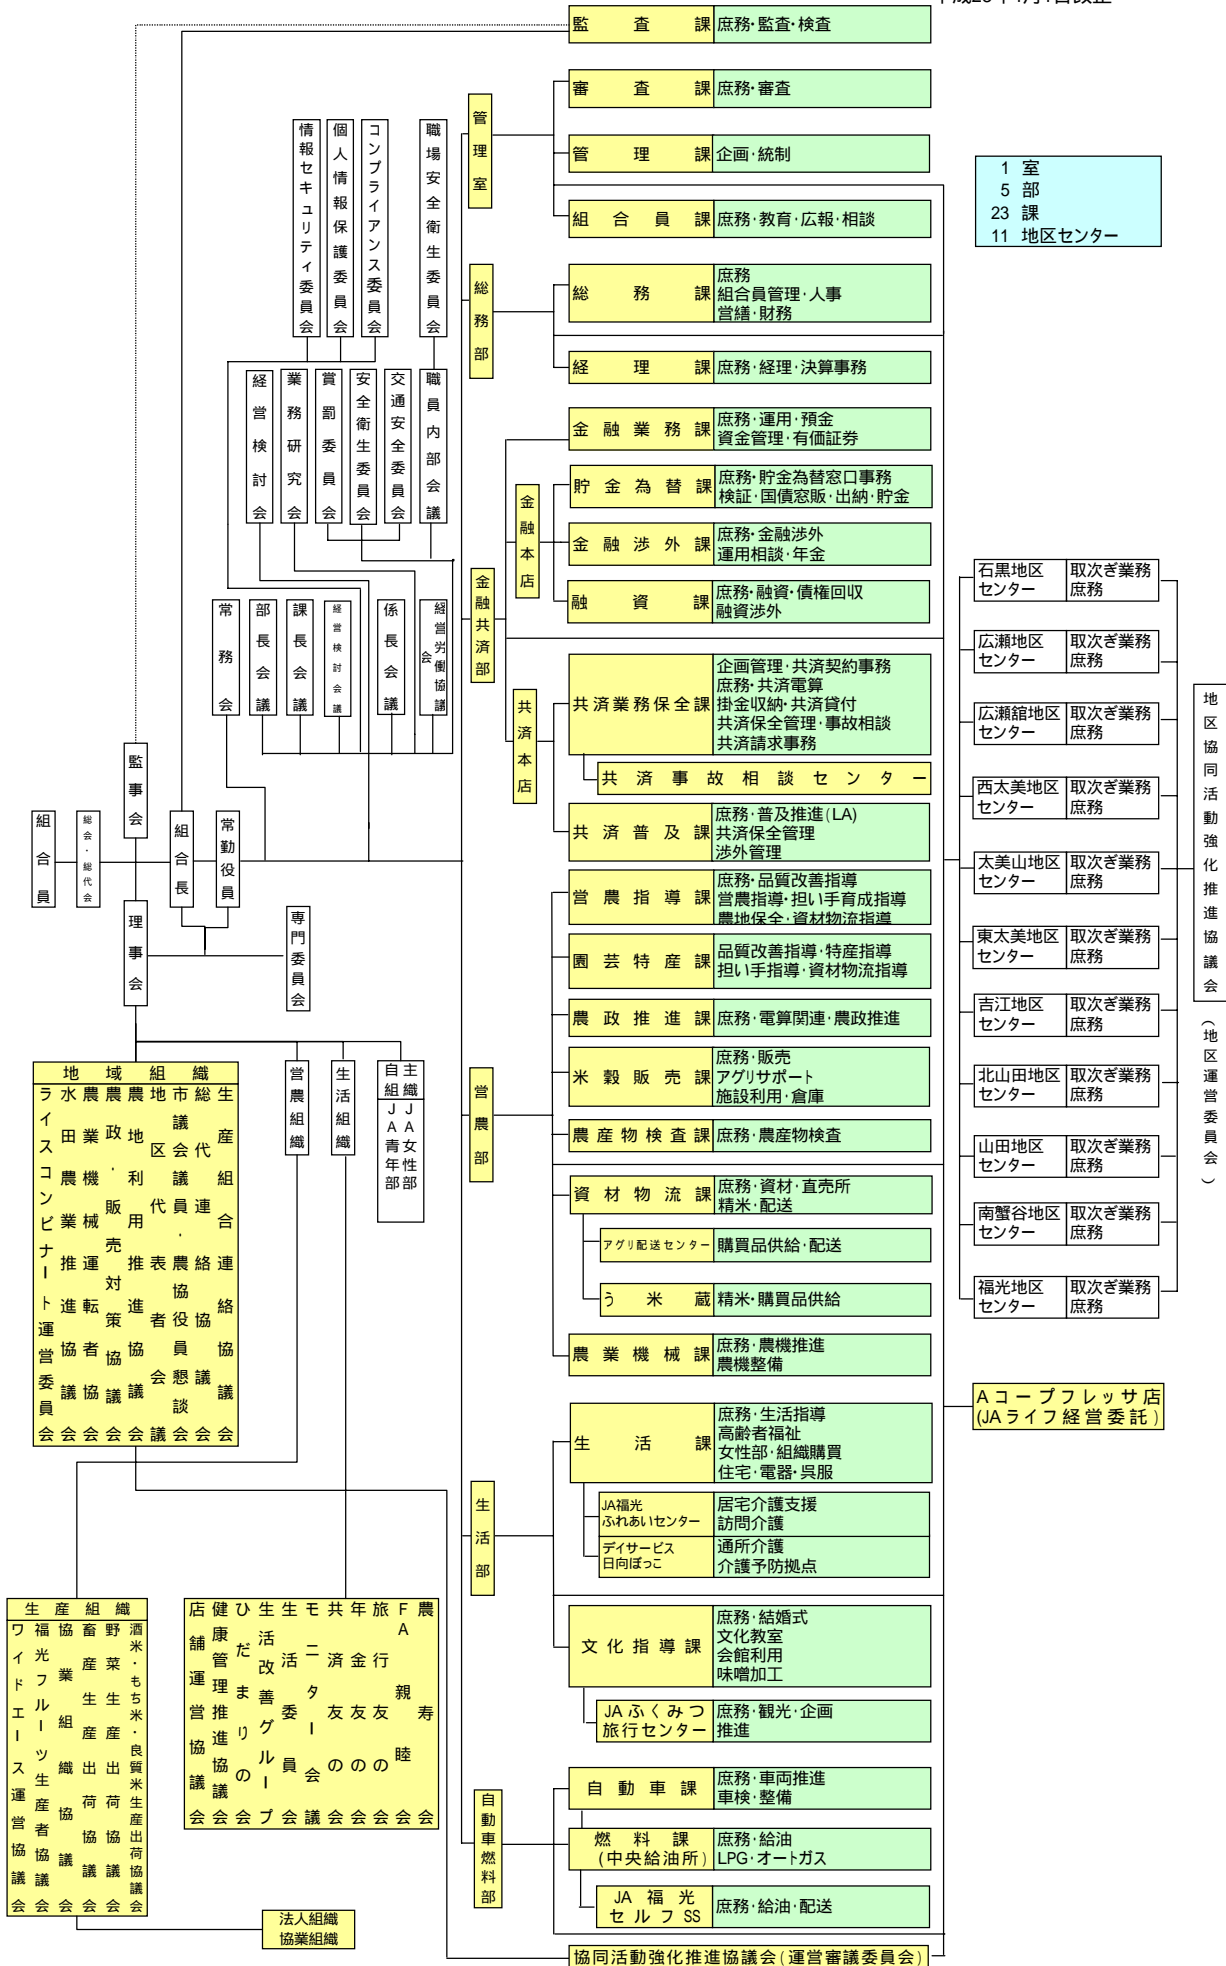 監査課 庶務・監査・検査
審査課 庶務・審査
管理室
管理課 企画・統制
組合員課 庶務・教育・広報・相談
1 室
5 部
23 課
11 地区センター
情報セキュリティ委員会
個人情報保護委員会
コンプライアンス委員会
職場安全衛生委員会
総務部
総務課 庶務
組合員管理・人事
営繕・財務
経理課 庶務・経理・決算事務
経営検討会
業務研究会
賞罰委員会
安全衛生委員会
交通安全委員会
職員内部会議
金融共済部
金融本店
金融業務課 庶務・運用・預金
資金管理・有価証券
貯金為替課 庶務・貯金為替窓口事務
検証・国債窓販・出納・貯金
金融渉外課 庶務・金融渉外
運用相談・年金
融資課 庶務・融資・債権回収
融資渉外
常務会
部長会議
課長会議
経営検討会議
係長会議
経営労働協議会
共済本店
共済業務保全課 企画管理・共済契約事務
庶務・共済電算
掛金収納・共済貸付
共済保全管理・事故相談
共済請求事務
共済事故相談センター
共済普及課 庶務・普及推進(LA)
共済保全管理
渉外管理
組合員
総会・総代会
監事会
理事会
組合長
常勤役員
専門委員会
営農部
営農指導課 庶務・品質改善指導
営農指導・担い手育成指導
農地保全・資材物流指導
園芸特産課 品質改善指導・特産指導
担い手指導・資材物流指導
農政推進課 庶務・電算関連・農政推進
米穀販売課 庶務・販売
アグリサポート
施設利用・倉庫
農産物検査課 庶務・農産物検査
資材物流課 庶務・資材・直売所
精米・配送
アグリ配送センター 購買品供給・配送
う米蔵 精米・購買品供給
農業機械課 庶務・農機推進
農機整備
石黒地区センター 取次ぎ業務
庶務
広瀬地区センター 取次ぎ業務
庶務
広瀬舘地区センター 取次ぎ業務
庶務
西太美地区センター 取次ぎ業務
庶務
太美山地区センター 取次ぎ業務
庶務
東太美地区センター 取次ぎ業務
庶務
吉江地区センター 取次ぎ業務
庶務
北山田地区センター 取次ぎ業務
庶務
山田地区センター 取次ぎ業務
庶務
南蟹谷地区センター 取次ぎ業務
庶務
福光地区センター 取次ぎ業務
庶務
地区協同活動強化推進協議会
(地区運営委員会)
Aコープフレッサ店
(JAライフ経営委託)
地域組織
ライスコンビナート運営委員会
水田農業推進協議会
農業機械運転者協会
農政・販売対策協議会
農地利用推進協議会
地区代表者会議
市議会議員・農協役員懇談会
総代連絡協議会
生産組合連絡協議会
営農組織
生活組織
自主組織
JA青年部
JA女性部
生活部
生活課 庶務・生活指導
高齢者福祉
女性部・組織購買
住宅・電器・呉服
JA福光
ふれあいセンター 居宅介護支援
訪問介護
デイサービス
日向ぼっこ 通所介護
介護予防拠点
文化指導課 庶務・結婚式
文化教室
会館利用
味噌加工
JAふくみつ
旅行センター 庶務・観光・企画
推進
自動車燃料部
自動車課 庶務・車両推進
車検・整備
燃料課
(中央給油所) 庶務・給油
LPG・オートガス
JA福光
セルフSS 庶務・給油・配送
協同活動強化推進協議会(運営審議委員会)
生産組織
ワイドエース運営協議会
福光フルーツ生産者協議会
協業組織協議会
畜産生産出荷協議会
野菜生産出荷協議会
酒米・もち米・良質米生産出荷協議会
店舗運営協議会
健康管理推進協議会
ひだまりの会
生活改善グループ
生活委員会
モニター会議
共済友の会
年金友の会
旅行友の会
FA親睦会
農寿会
法人組織
協業組織